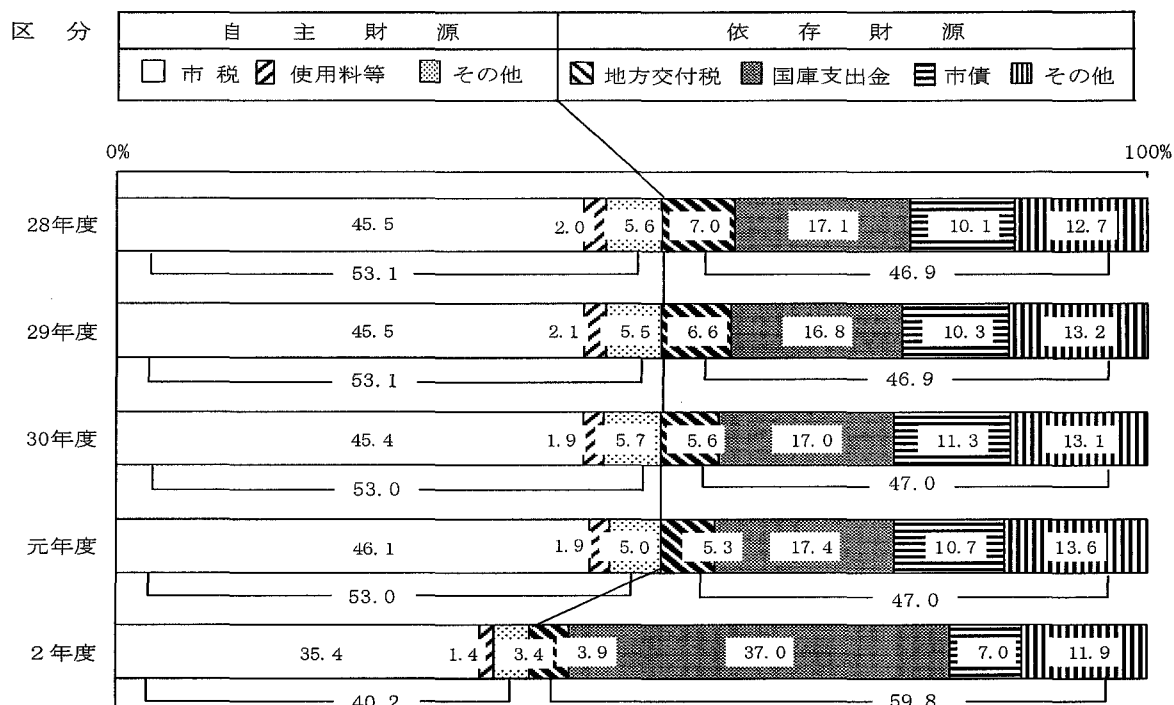 区 分
自 主 財 源
依 存 財 源
市 税
使用料等
その他
地方交付税
国庫支出金
市債
その他
0%
100%
28年度 45.5 2.0 5.6 7.0 17.1 10.1 12.7
53.1 46.9
29年度 45.5 2.1 5.5 6.6 16.8 10.3 13.2
53.1 46.9
30年度 45.4 1.9 5.7 5.6 17.0 11.3 13.1
53.0 47.0
元年度 46.1 1.9 5.0 5.3 17.4 10.7 13.6
53.0 47.0
2年度 35.4 1.4 3.4 3.9 37.0 7.0 11.9
40.2 59.8